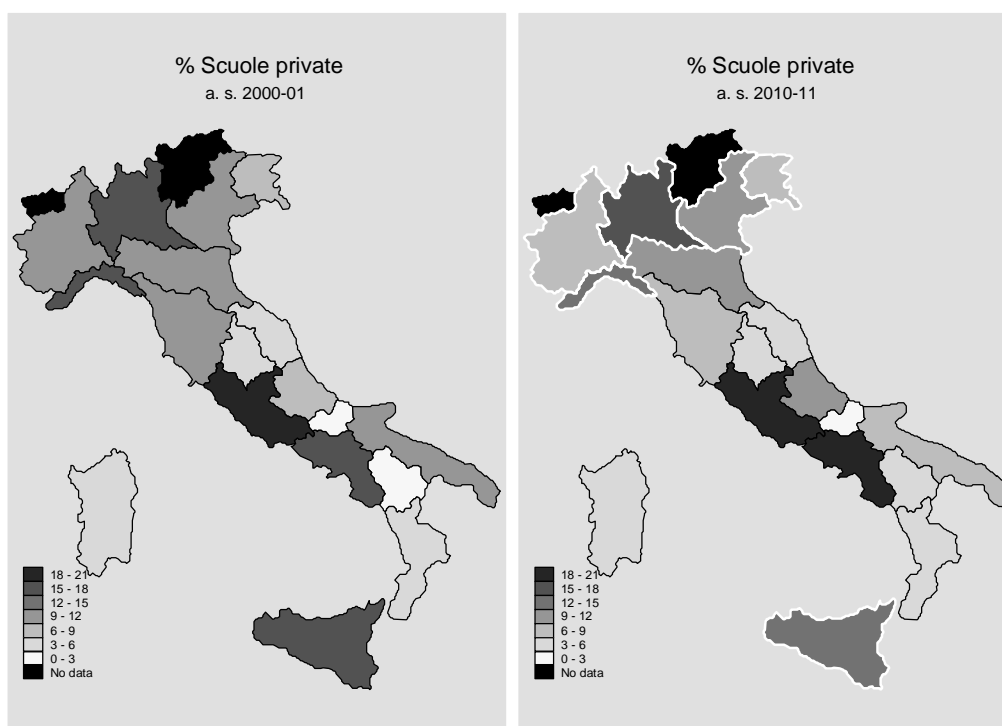 % Scuole private
a. s. 2000-01
18 - 21
15 - 18
12 - 15
9 - 12
6 - 9
3 - 6
0 - 3
No data
% Scuole private
a. s. 2010-11
18 - 21
15 - 18
12 - 15
9 - 12
6 - 9
3 - 6
0 - 3
No data